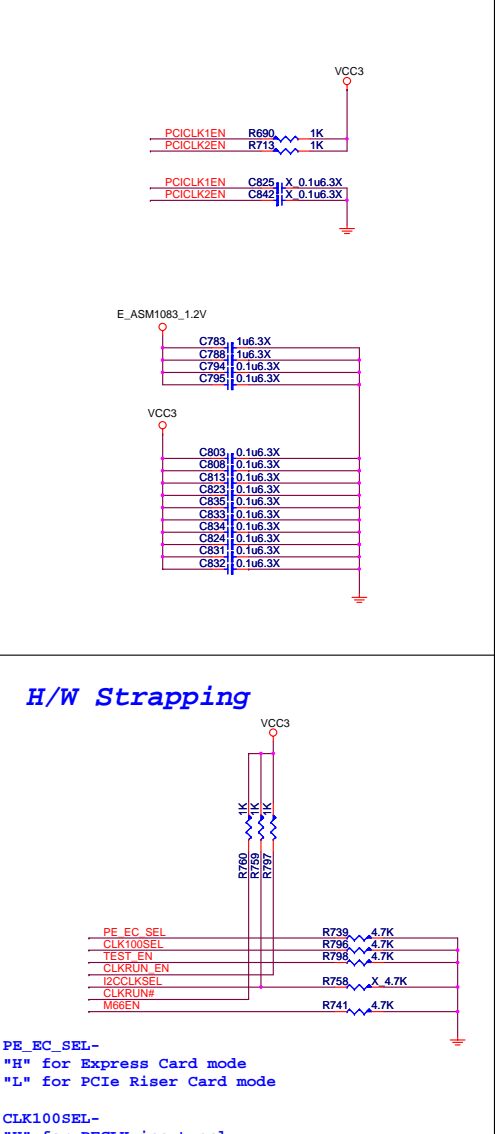 VCC3
PCICLK1EN R690 1K
PCICLK2EN R713 1K
PCICLK1EN C825 X_0.1u6.3X
PCICLK2EN C842 X_0.1u6.3X
E_ASM1083_1.2V
C783 1u6.3X
C788 1u6.3X
C794 0.1u6.3X
C795 0.1u6.3X
VCC3
C803 0.1u6.3X
C808 0.1u6.3X
C813 0.1u6.3X
C823 0.1u6.3X
C835 0.1u6.3X
C833 0.1u6.3X
C834 0.1u6.3X
C824 0.1u6.3X
C831 0.1u6.3X
C832 0.1u6.3X
H/W Strapping
VCC3
1K 1K 1K
R760 R759 R797
PE_EC_SEL R739 4.7K
CLK100SEL R796 4.7K
TEST_EN R798 4.7K
CLKRUN_EN
I2CCLKSEL R758 X_4.7K
CLKRUN#
M66EN R741 4.7K
PE_EC_SEL-
"H" for Express Card mode
"L" for PCIe Riser Card mode
CLK100SEL-